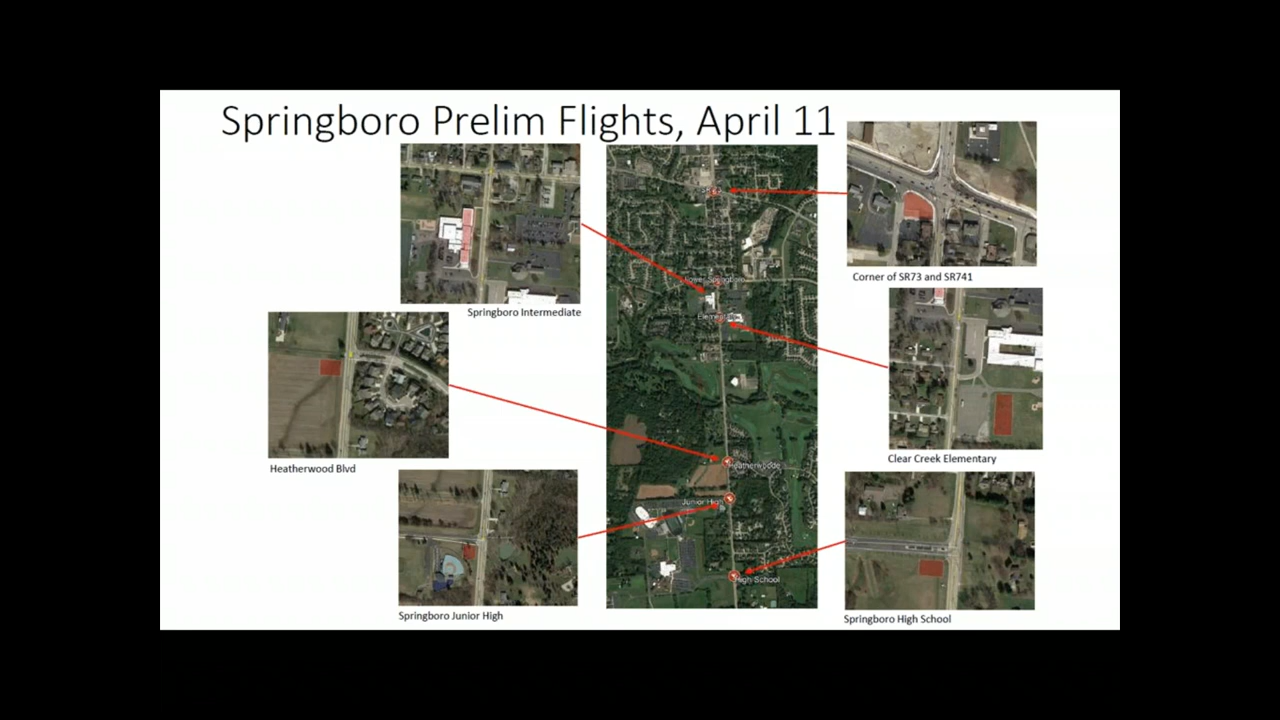 Springboro Prelim Flights, April 11
Corner of SR73 and SR741
Springboro Intermediate
Elementary
Clear Creek Elementary
Heatherwood Blvd
Heatherwoode
Junior High
High School
Springboro Junior High
Springboro High School